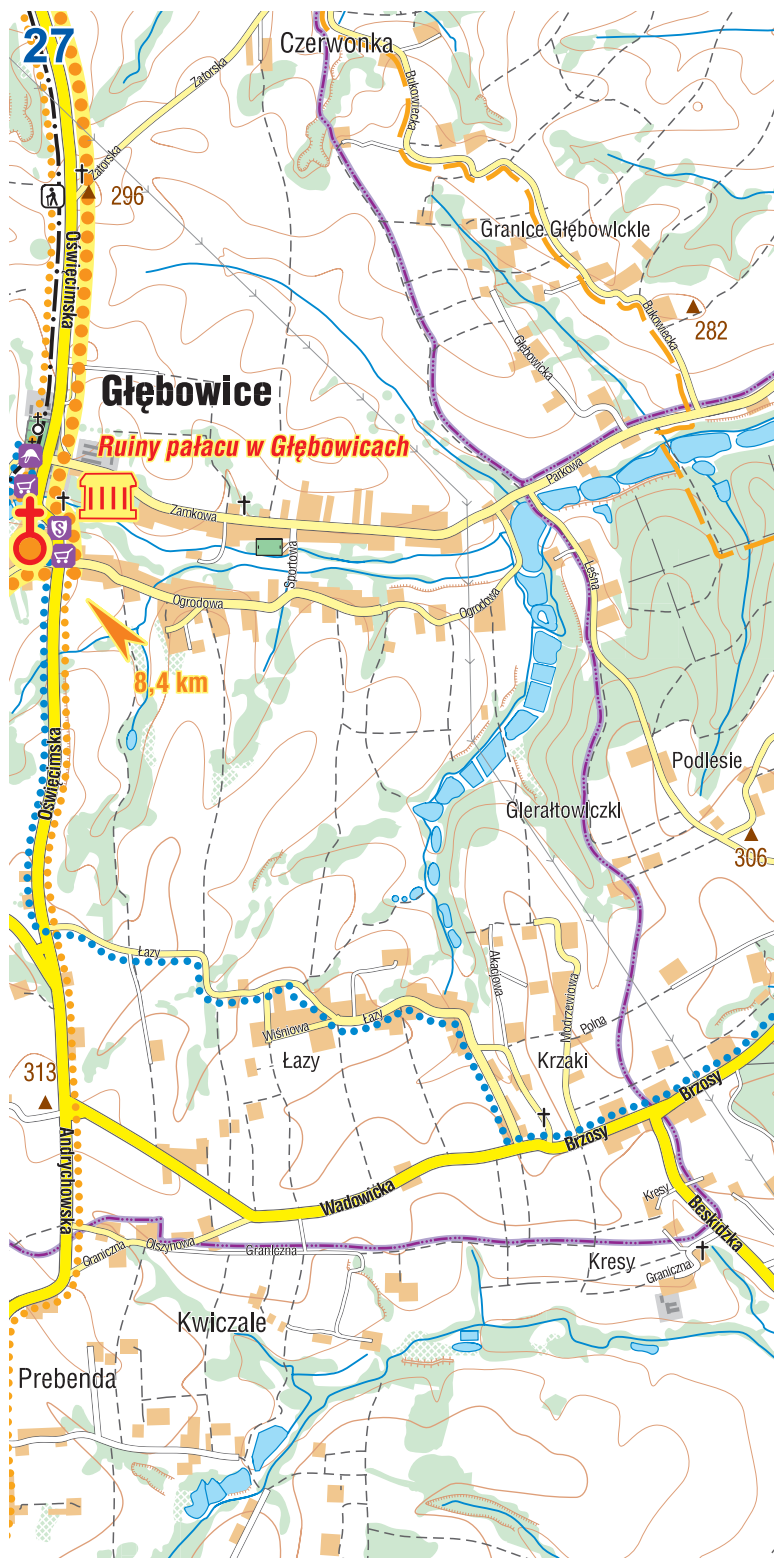 27
Czerwonka
Zatorska
Bukowiecka
Zatorska
296
Granice Głębowickie
Oświęcimska
282
Bukowiecka
Głębowicka
Głębowice
Ruiny pałacu w Głębowicach
Parkowa
Zamkowa
Sportowa
Leśna
Ogrodowa
Ogrodowa
8,4 km
Oświęcimska
Podlesie
Gierałtowiczki
306
Łazy
Akacjowa
Modrzewiowa
Wiśniowa
Łazy
Polna
Łazy
Krzaki
313
Brzosy
Brzosy
Andrychowska
Wadowicka
Kresy
Beskidzka
Graniczna
Olszynowa
Graniczna
Kresy
Graniczna
Kwiczale
Prebenda